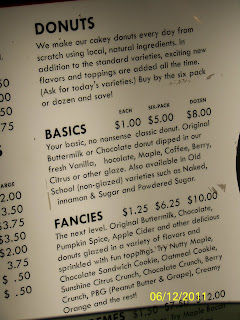 DONUTS
We make our cakey donuts every day from
scratch using local, natural ingredients. In
addition to the standard varieties, exciting new
flavors and toppings are added all the time.
(Ask for today's varieties.) Buy by the six pack
or dozen and save!
EACH SIX-PACK DOZEN
BASICS $1.00 $5.00 $8.00
Your basic, no nonsense classic donut. Original
Buttermilk or Chocolate donut dipped in our
fresh Vanilla, hocolate, Maple, Coffee, Berry,
Citrus or other glaze. Also available in Old
School (non-glazed) varieties such as Naked,
innamon & Sugar and Powdered Sugar.
FANCIES $1.25 $6.25 $10.00
The next level. Original Buttermilk, Chocolate,
Pumpkin Spice, Apple Cider and other delicious
donuts glazed in a variety of flavors and
sprinkled with fun toppings. Try Nutty Maple,
Chocolate Sandwich Cookie, Oatmeal Cookie,
Sunshine Citrus Crunch, Chocolate Crunch, Berry
Crunch, PBG (Peanut Butter & Grape), Creamy
Orange and the rest!
ARGE
2.00
$3.00
$3.50
$2.00
3.75
$ .50
$ .50
06/12/2011